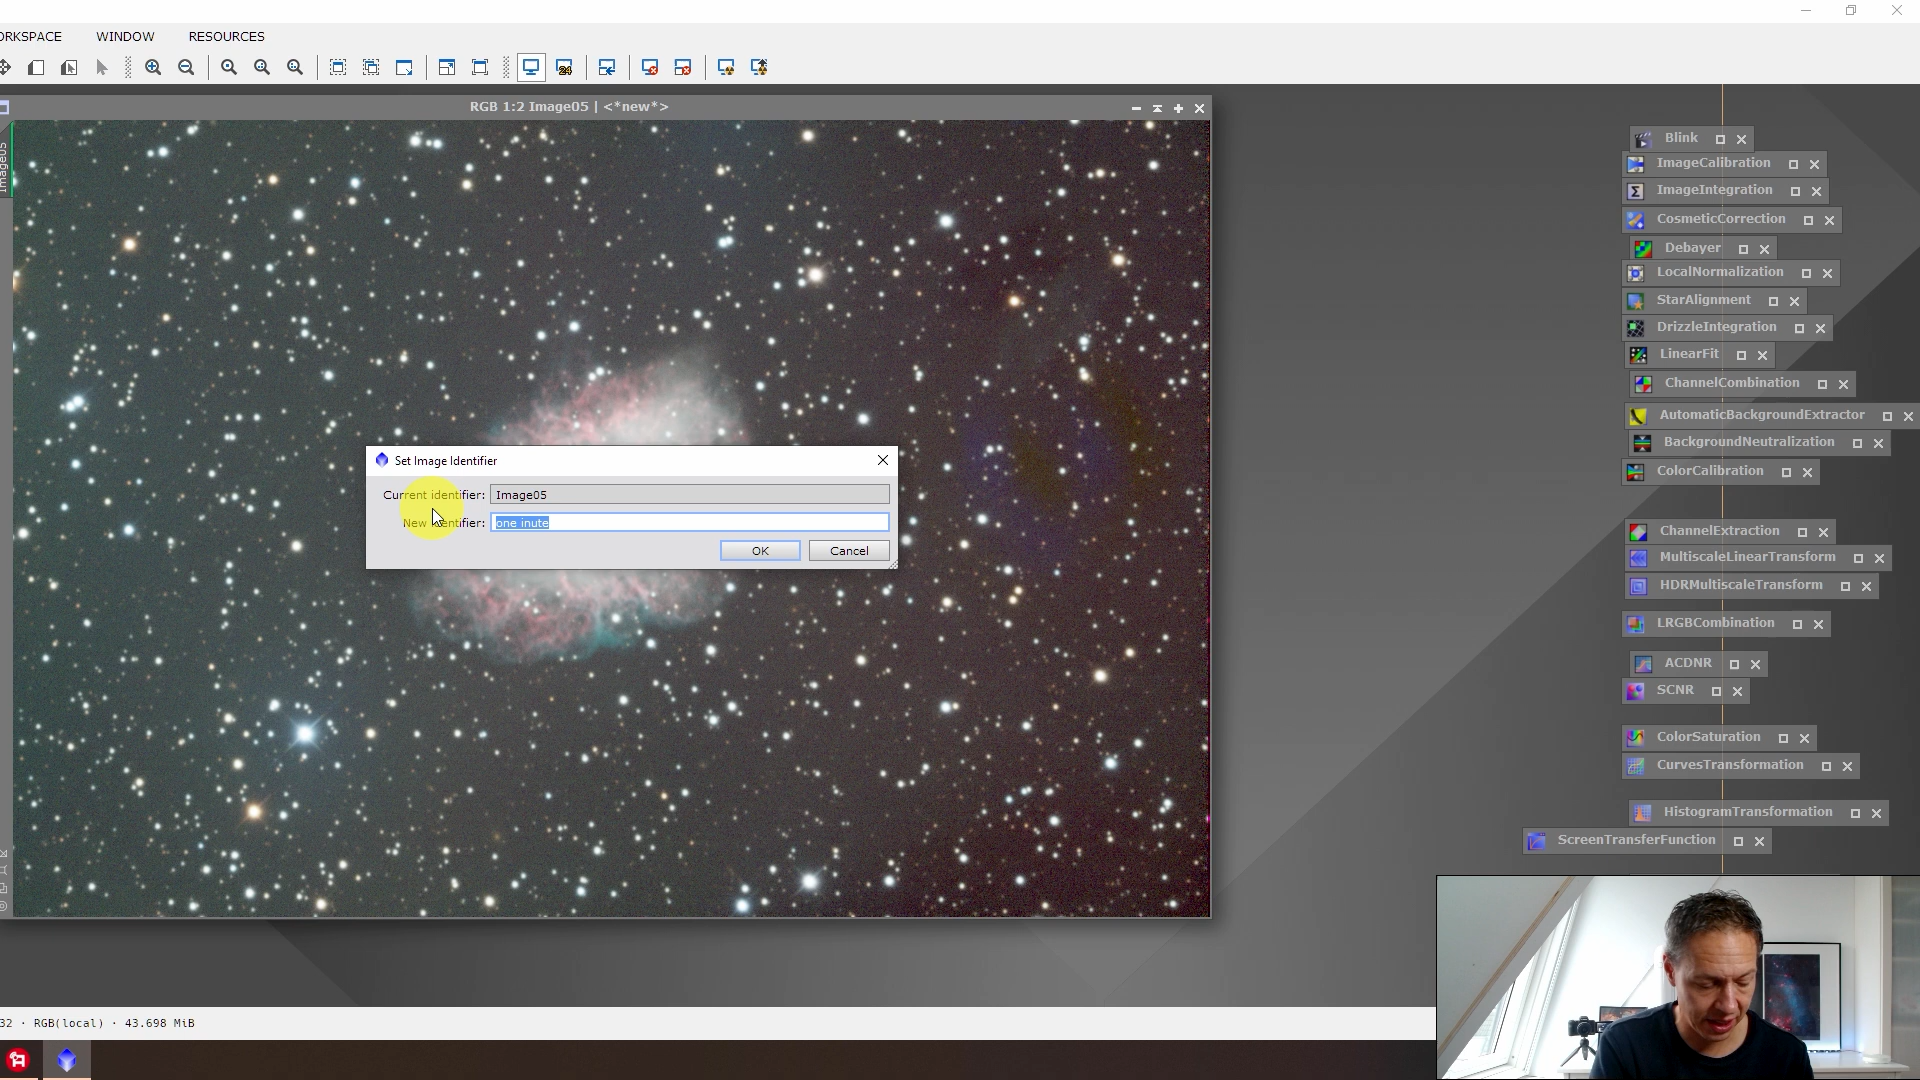 ORKSPACE WINDOW RESOURCES
24
RGB 1:2 Image05 | <*new*>
Image05
Set Image Identifier
Current identifier: Image05
New identifier: one inute
OK Cancel
Blink
ImageCalibration
ImageIntegration
CosmeticCorrection
Debayer
LocalNormalization
StarAlignment
DrizzleIntegration
LinearFit
ChannelCombination
AutomaticBackgroundExtractor
BackgroundNeutralization
ColorCalibration
ChannelExtraction
MultiscaleLinearTransform
HDRMultiscaleTransform
LRGBCombination
ACDNR
SCNR
ColorSaturation
CurvesTransformation
HistogramTransformation
ScreenTransferFunction
32 · RGB(local) · 43.698 MiB